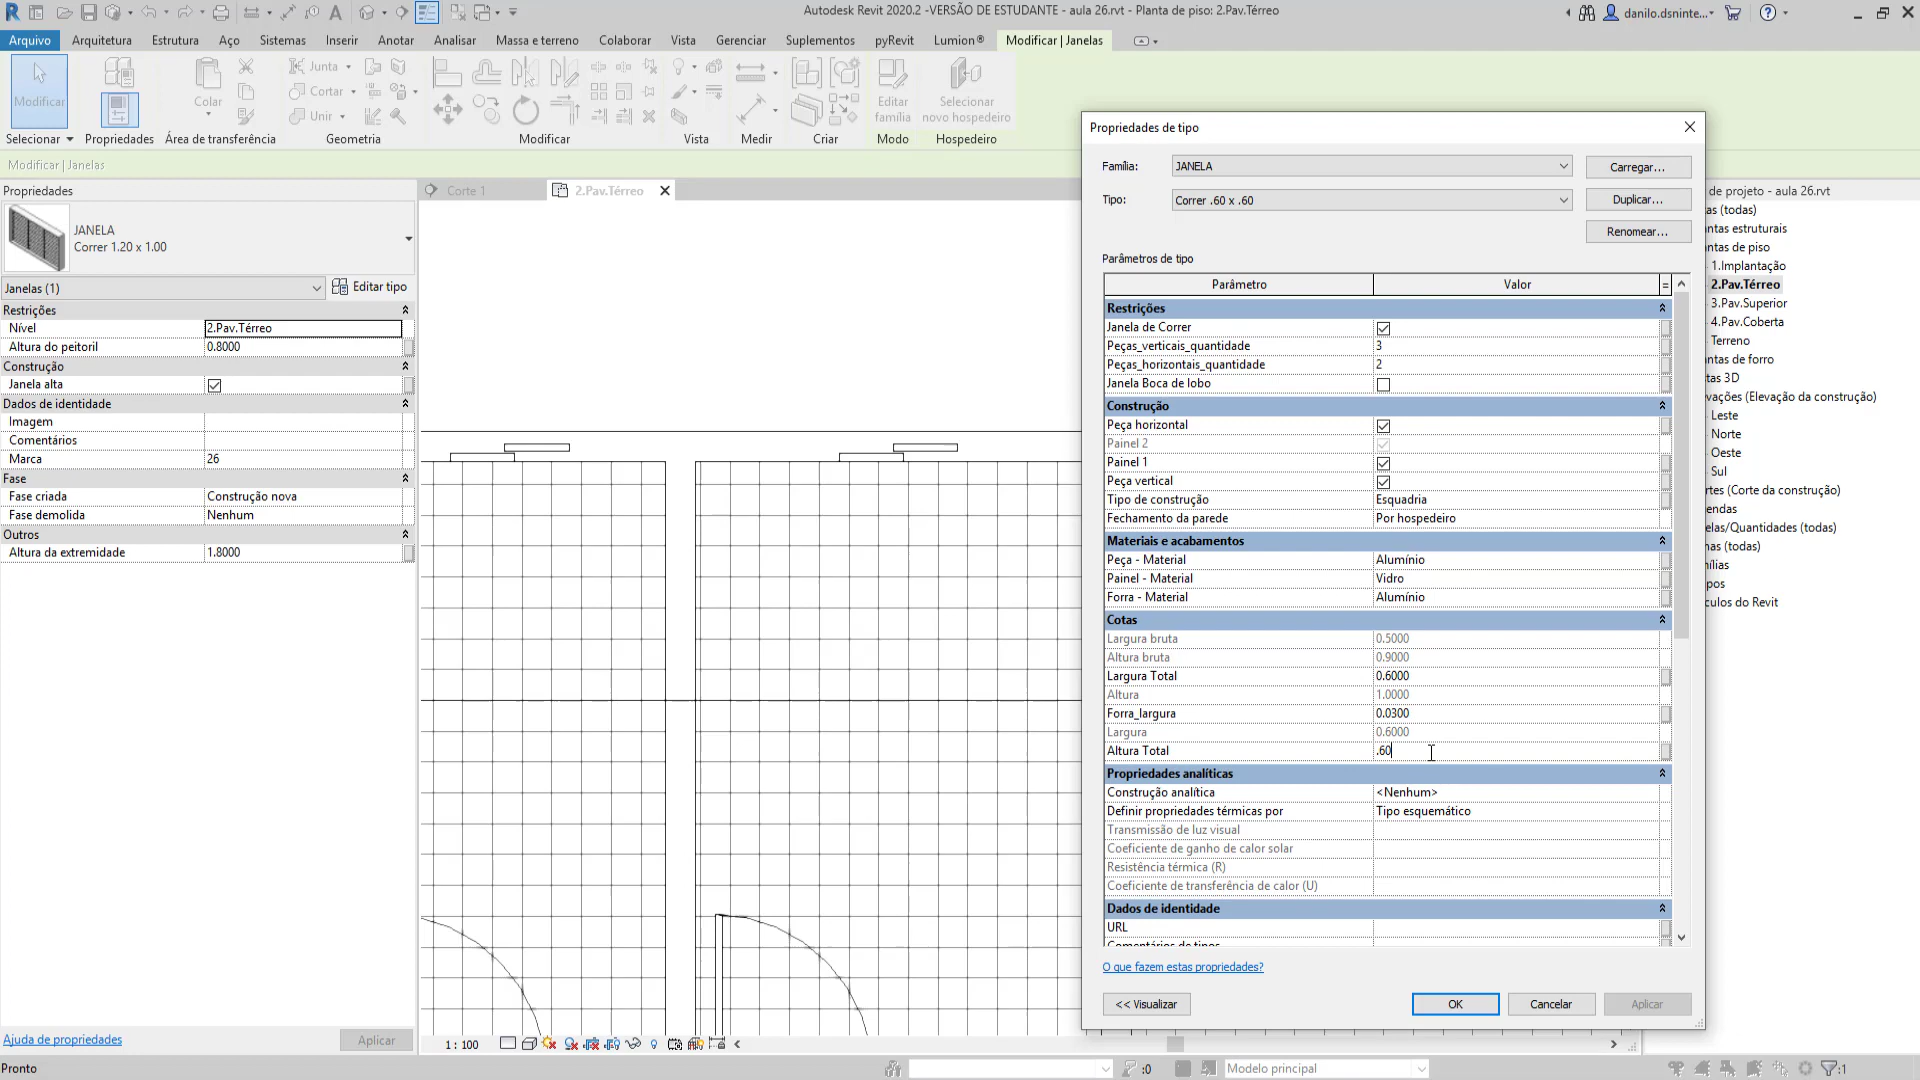 Autodesk Revit 2020.2 -VERSÃO DE ESTUDANTE - aula 26.rvt - Planta de piso: 2.Pav.Térreo
danilo.dsninte...
Arquivo Arquitetura Estrutura Aço Sistemas Inserir Anotar Analisar Massa e terreno Colaborar Vista Gerenciar Suplementos pyRevit Lumion® Modificar | Janelas
Modificar
Colar
Junta
Cortar
Unir
Editar família
Selecionar novo hospedeiro
Selecionar Propriedades Área de transferência Geometria Modificar Vista Medir Criar Modo Hospedeiro
Modificar | Janelas
Propriedades
JANELA
Correr 1.20 x 1.00
Janelas (1) Editar tipo
Restrições
Nível 2.Pav.Térreo
Altura do peitoril 0.8000
Construção
Janela alta
Dados de identidade
Imagem
Comentários
Marca 26
Fase
Fase criada Construção nova
Fase demolida Nenhum
Outros
Altura da extremidade 1.8000
Ajuda de propriedades Aplicar
Corte 1 2.Pav.Térreo
1 : 100
Propriedades de tipo
Família: JANELA Carregar...
Tipo: Correr .60 x .60 Duplicar...
Renomear...
Parâmetros de tipo
Parâmetro Valor =
Restrições
Janela de Correr
Peças_verticais_quantidade 3
Peças_horizontais_quantidade 2
Janela Boca de lobo
Construção
Peça horizontal
Painel 2
Painel 1
Peça vertical
Tipo de construção Esquadria
Fechamento da parede Por hospedeiro
Materiais e acabamentos
Peça - Material Alumínio
Painel - Material Vidro
Forra - Material Alumínio
Cotas
Largura bruta 0.5000
Altura bruta 0.9000
Largura Total 0.6000
Altura 1.0000
Forra_largura 0.0300
Largura 0.6000
Altura Total .60
Propriedades analíticas
Construção analítica <Nenhum>
Definir propriedades térmicas por Tipo esquemático
Transmissão de luz visual
Coeficiente de ganho de calor solar
Resistência térmica (R)
Coeficiente de transferência de calor (U)
Dados de identidade
URL
Comentários de tipos
O que fazem estas propriedades?
<< Visualizar OK Cancelar Aplicar
de projeto - aula 26.rvt
tas (todas)
ntas estruturais
ntas de piso
1.Implantação
2.Pav.Térreo
3.Pav.Superior
4.Pav.Coberta
Terreno
ntas de forro
tas 3D
vações (Elevação da construção)
Leste
Norte
Oeste
Sul
rtes (Corte da construção)
endas
elas/Quantidades (todas)
has (todas)
nílias
pos
culos do Revit
Pronto :0 Modelo principal :1